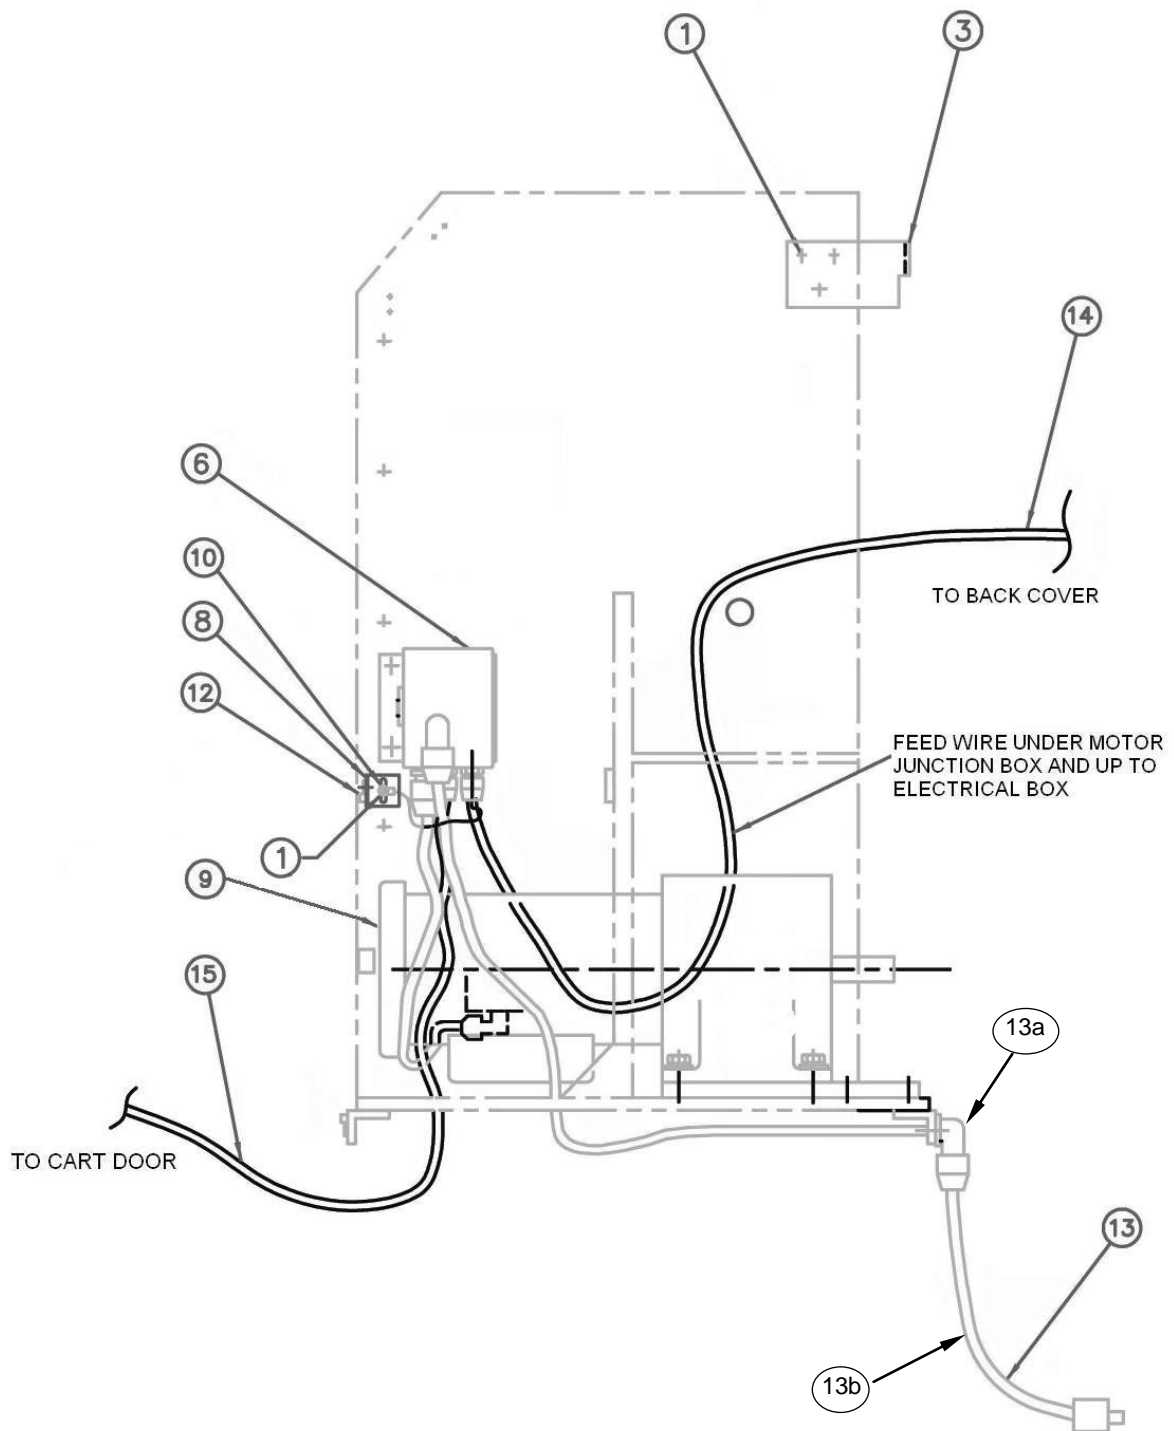 1
3
14
6
10
TO BACK COVER
8
12
FEED WIRE UNDER MOTOR
JUNCTION BOX AND UP TO
ELECTRICAL BOX
1
9
15
13a
TO CART DOOR
13
13b